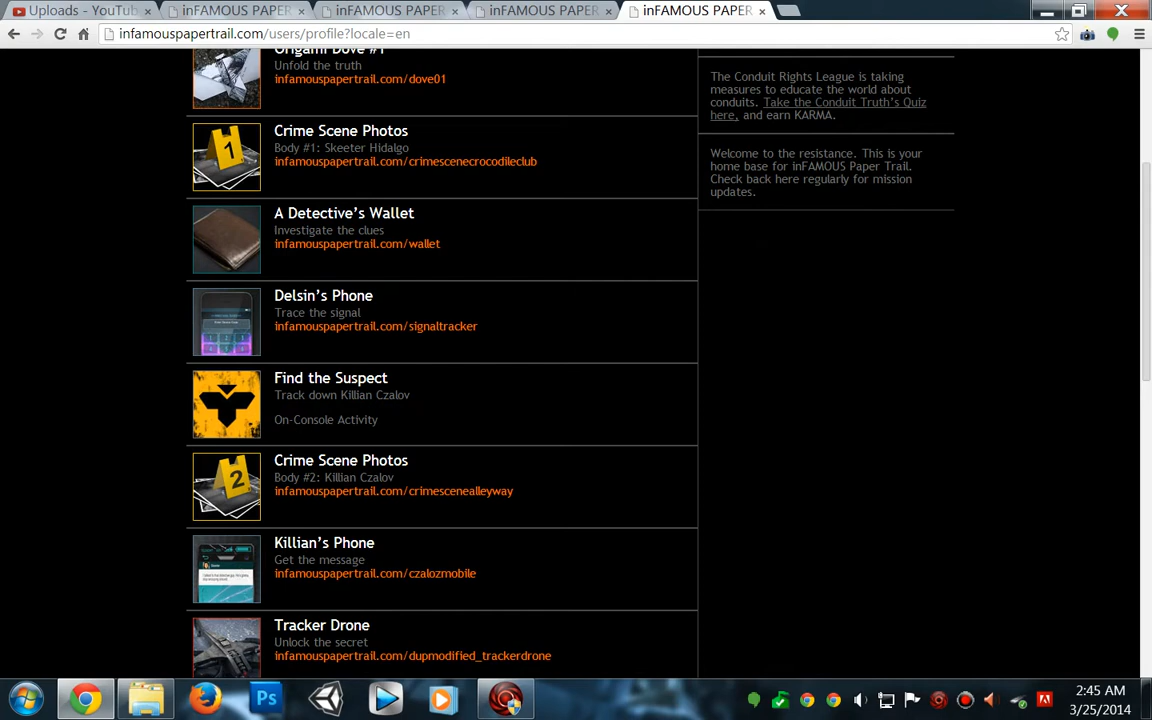 Uploads - YouTub
inFAMOUS PAPER
inFAMOUS PAPER
inFAMOUS PAPER
inFAMOUS PAPER
infamouspapertrail.com/users/profile?locale=en
Origami Dove #1
Unfold the truth
infamouspapertrail.com/dove01
Crime Scene Photos
Body #1: Skeeter Hidalgo
infamouspapertrail.com/crimescenecrocodileclub
A Detective's Wallet
Investigate the clues
infamouspapertrail.com/wallet
Delsin's Phone
Trace the signal
infamouspapertrail.com/signaltracker
Find the Suspect
Track down Killian Czalov
On-Console Activity
Crime Scene Photos
Body #2: Killian Czalov
infamouspapertrail.com/crimescenealleyway
Killian's Phone
Get the message
infamouspapertrail.com/czalozmobile
Tracker Drone
Unlock the secret
infamouspapertrail.com/dupmodified_trackerdrone
The Conduit Rights League is taking
measures to educate the world about
conduits. Take the Conduit Truth's Quiz
here, and earn KARMA.
Welcome to the resistance. This is your
home base for inFAMOUS Paper Trail.
Check back here regularly for mission
updates.
1
2
Ps
2:45 AM
3/25/2014